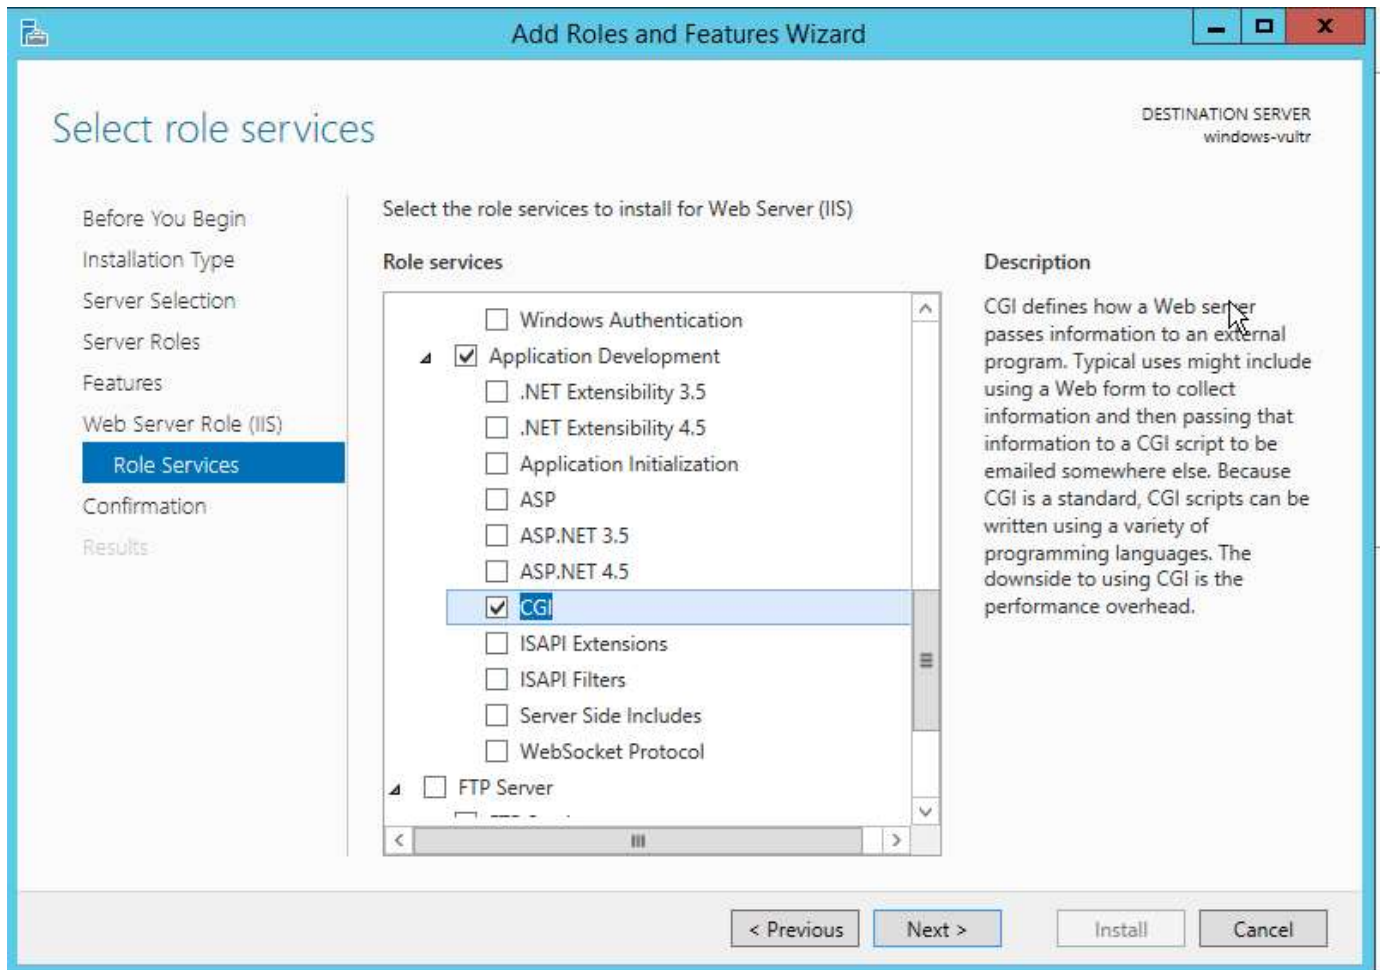 Add Roles and Features Wizard
Select role services
DESTINATION SERVER
windows-vultr
Before You Begin
Installation Type
Server Selection
Server Roles
Features
Web Server Role (IIS)
Role Services
Confirmation
Results
Select the role services to install for Web Server (IIS)
Role services
Windows Authentication
Application Development
.NET Extensibility 3.5
.NET Extensibility 4.5
Application Initialization
ASP
ASP.NET 3.5
ASP.NET 4.5
CGI
ISAPI Extensions
ISAPI Filters
Server Side Includes
WebSocket Protocol
FTP Server
Description
CGI defines how a Web server
passes information to an external
program. Typical uses might include
using a Web form to collect
information and then passing that
information to a CGI script to be
emailed somewhere else. Because
CGI is a standard, CGI scripts can be
written using a variety of
programming languages. The
downside to using CGI is the
performance overhead.
< Previous
Next >
Install
Cancel